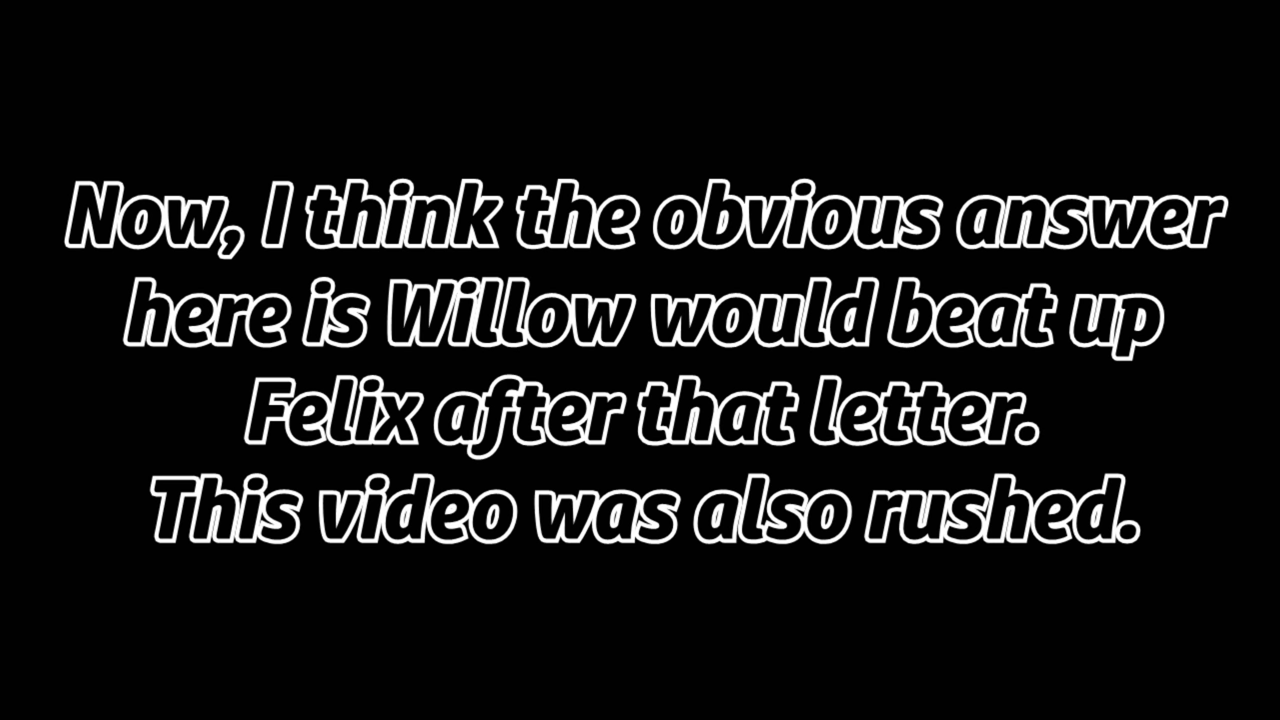 Now, I think the obvious answer
here is Willow would beat up
Felix after that letter.
This video was also rushed.